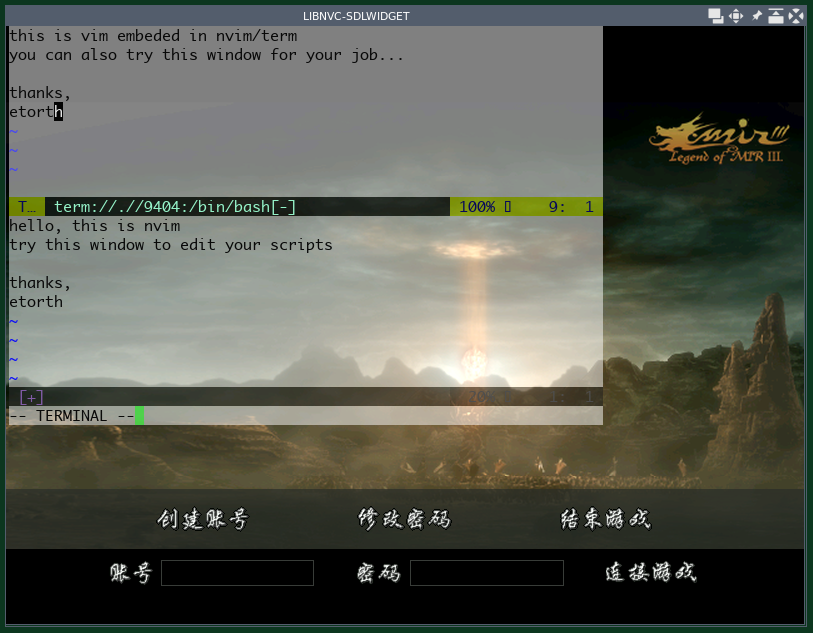 LIBNVC-SDLWIDGET
this is vim embeded in nvim/term
you can also try this window for your job...
thanks,
etorth
~
~
~
T… term://.//9404:/bin/bash[-] 100% 9: 1
hello, this is nvim
try this window to edit your scripts
thanks,
etorth
~
~
~
~
[+] 20% 1: 1
-- TERMINAL --
mir III
Legend of MIR III.
创建账号 修改密码 结束游戏
账号 密码 连接游戏